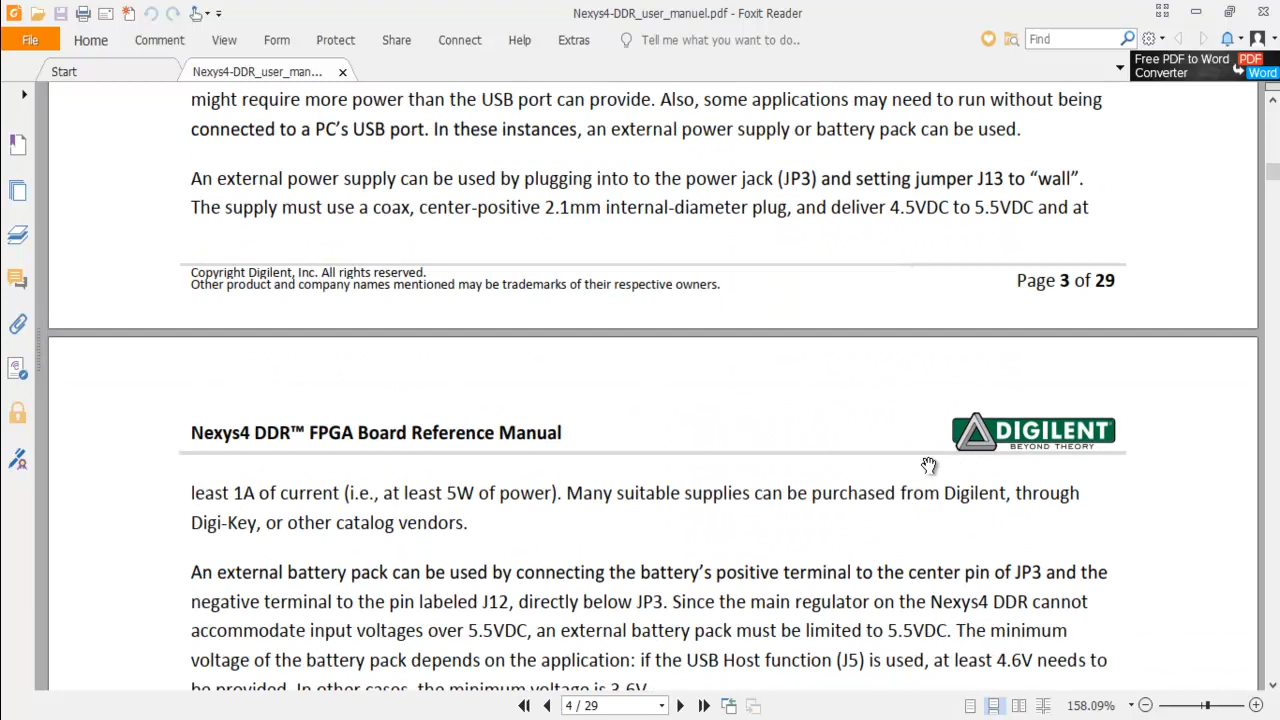 Nexys4-DDR_user_manuel.pdf - Foxit Reader
File Home Comment View Form Protect Share Connect Help Extras Tell me what you want to do.. Find
Start Nexys4-DDR_user_man... Free PDF to Word Converter PDF Word
might require more power than the USB port can provide. Also, some applications may need to run without being
connected to a PC’s USB port. In these instances, an external power supply or battery pack can be used.
An external power supply can be used by plugging into to the power jack (JP3) and setting jumper J13 to “wall”.
The supply must use a coax, center-positive 2.1mm internal-diameter plug, and deliver 4.5VDC to 5.5VDC and at
Copyright Digilent, Inc. All rights reserved.
Other product and company names mentioned may be trademarks of their respective owners.
Page 3 of 29
Nexys4 DDR™ FPGA Board Reference Manual
DIGILENT
BEYOND THEORY
least 1A of current (i.e., at least 5W of power). Many suitable supplies can be purchased from Digilent, through
Digi-Key, or other catalog vendors.
An external battery pack can be used by connecting the battery’s positive terminal to the center pin of JP3 and the
negative terminal to the pin labeled J12, directly below JP3. Since the main regulator on the Nexys4 DDR cannot
accommodate input voltages over 5.5VDC, an external battery pack must be limited to 5.5VDC. The minimum
voltage of the battery pack depends on the application: if the USB Host function (J5) is used, at least 4.6V needs to
be provided. In other cases, the minimum voltage is 3.6V.
4 / 29 158.09%